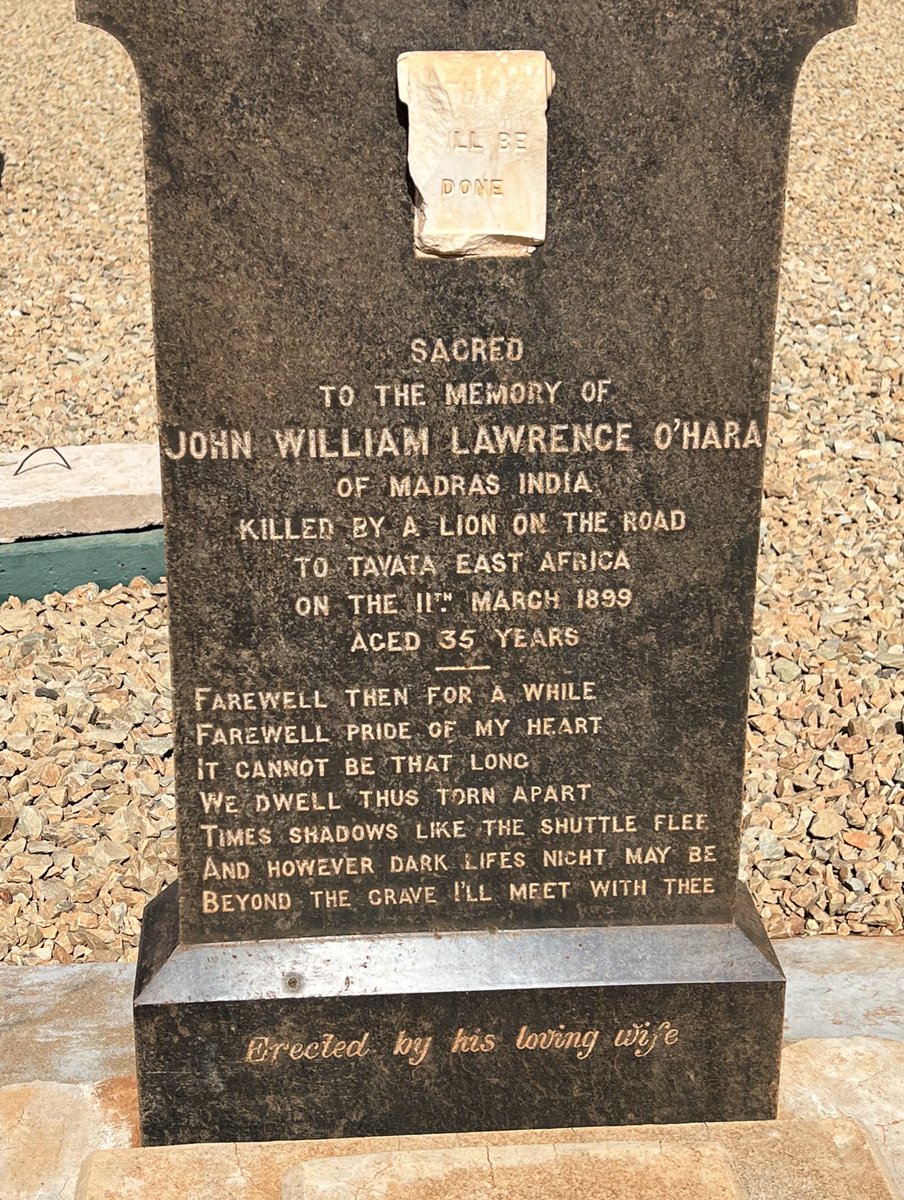 THY
WILL BE
DONE
SACRED
TO THE MEMORY OF
JOHN WILLIAM LAWRENCE O'HARA
OF MADRAS INDIA
KILLED BY A LION ON THE ROAD
TO TAVATA EAST AFRICA
ON THE 11TH MARCH 1899
AGED 35 YEARS
FAREWELL THEN FOR A WHILE
FAREWELL PRIDE OF MY HEART
IT CANNOT BE THAT LONG
WE DWELL THUS TORN APART
TIMES SHADOWS LIKE THE SHUTTLE FLEE
AND HOWEVER DARK LIFES NIGHT MAY BE
BEYOND THE GRAVE I'LL MEET WITH THEE
Erected by his loving wife